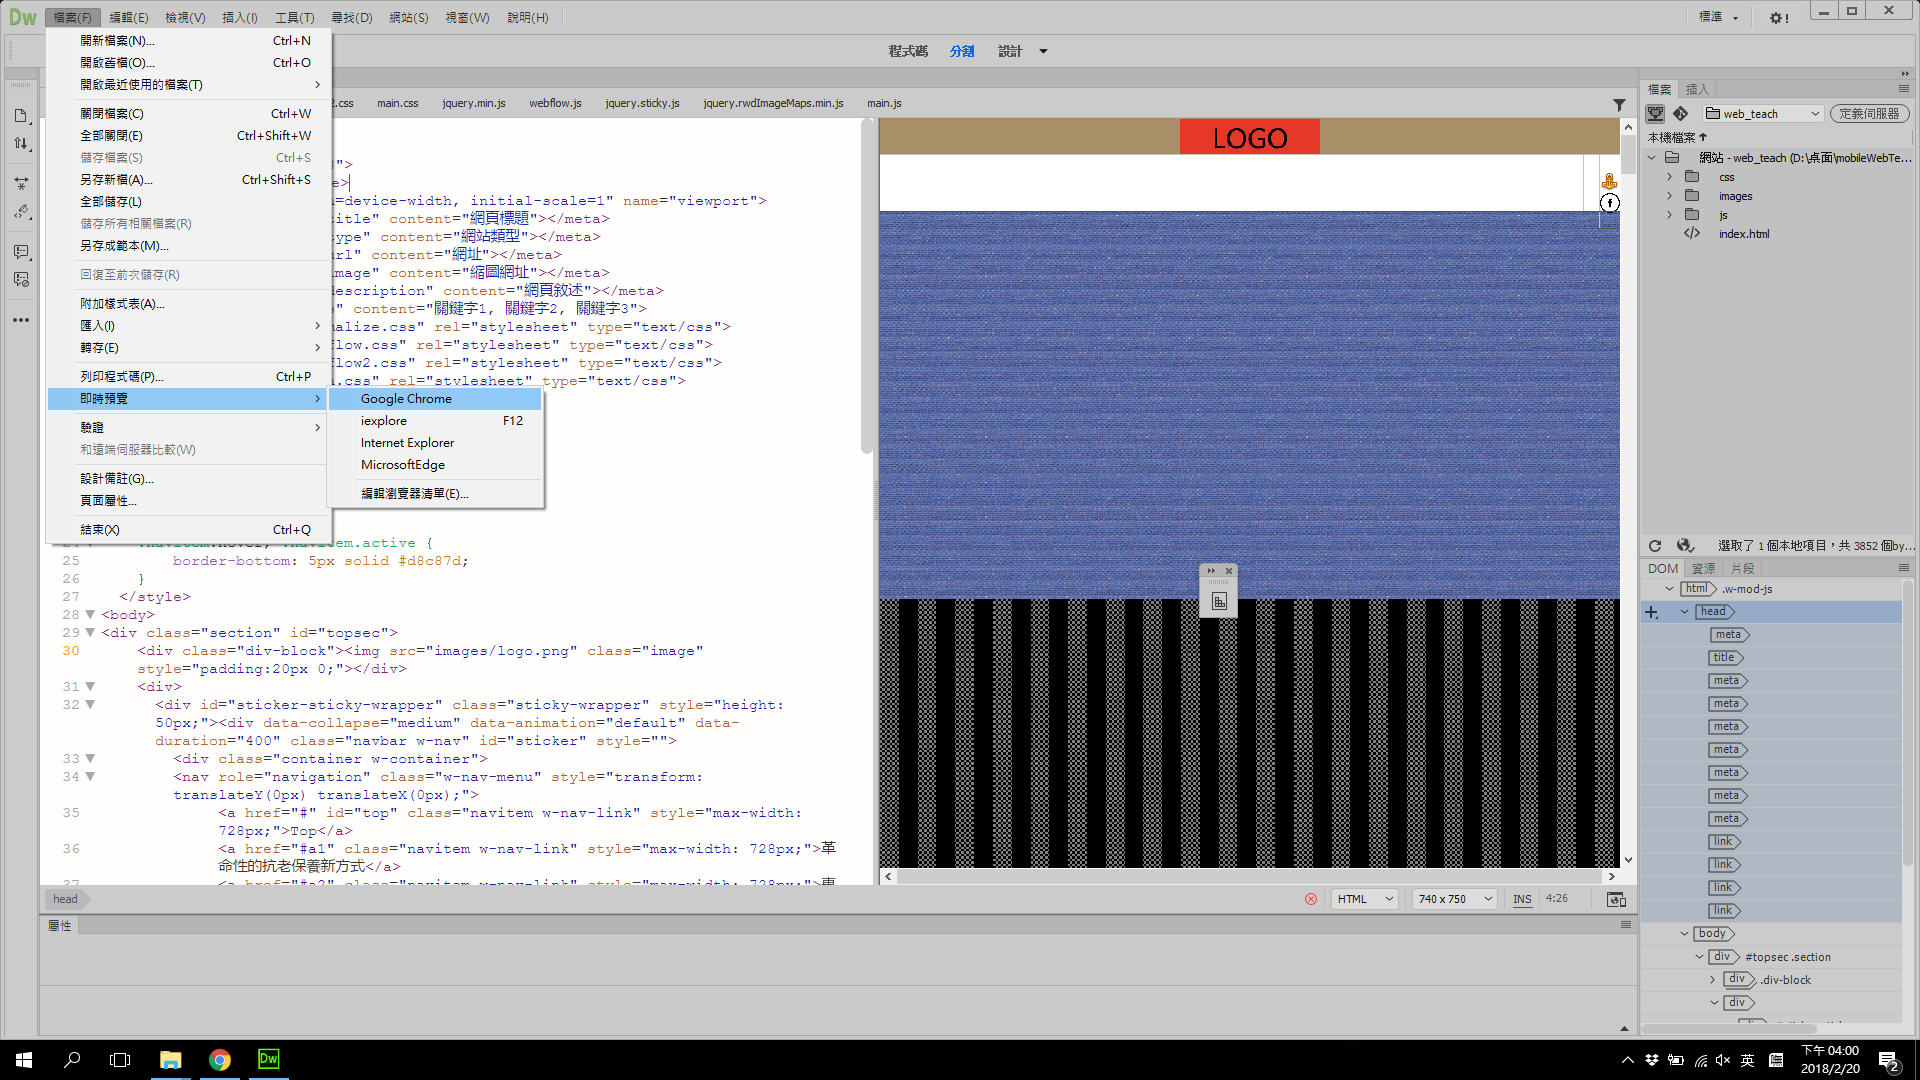 Dw 檔案(F) 編輯(E) 檢視(V) 插入(I) 工具(T) 尋找(D) 網站(S) 視窗(W) 說明(H) 標準
程式碼 分割 設計
開新檔案(N)... Ctrl+N
開啟舊檔(O)... Ctrl+O
開啟最近使用的檔案(T)
關閉檔案(C) Ctrl+W
全部關閉(E) Ctrl+Shift+W
儲存檔案(S) Ctrl+S
另存新檔(A)... Ctrl+Shift+S
全部儲存(L)
儲存所有相關檔案(R)
另存成範本(M)...
回復至前次儲存(R)
附加樣式表(A)...
匯入(I)
轉存(E)
列印程式碼(P)... Ctrl+P
即時預覽
驗證
和遠端伺服器比較(W)
設計備註(G)...
頁面屬性...
結束(X) Ctrl+Q
Google Chrome
iexplore F12
Internet Explorer
MicrosoftEdge
編輯瀏覽器清單(E)...
2.css main.css jquery.min.js webflow.js jquery.sticky.js jquery.rwdImageMaps.min.js main.js
">
e>
=device-width, initial-scale=1" name="viewport">
title" content="網頁標題"></meta>
type" content="網站類型"></meta>
url" content="網址"></meta>
image" content="縮圖網址"></meta>
description" content="網頁敘述"></meta>
" content="關鍵字1, 關鍵字2, 關鍵字3">
alize.css" rel="stylesheet" type="text/css">
flow.css" rel="stylesheet" type="text/css">
flow2.css" rel="stylesheet" type="text/css">
.css" rel="stylesheet" type="text/css">
.active {
25 border-bottom: 5px solid #d8c87d;
26 }
27 </style>
28 <body>
29 <div class="section" id="topsec">
30 <div class="div-block"><img src="images/logo.png" class="image"
style="padding:20px 0;"></div>
31 <div>
32 <div id="sticker-sticky-wrapper" class="sticky-wrapper" style="height:
50px;"><div data-collapse="medium" data-animation="default" data-
duration="400" class="navbar w-nav" id="sticker" style="">
33 <div class="container w-container">
34 <nav role="navigation" class="w-nav-menu" style="transform:
translateY(0px) translateX(0px);">
35 <a href="#" id="top" class="navitem w-nav-link" style="max-width:
728px;">Top</a>
36 <a href="#a1" class="navitem w-nav-link" style="max-width: 728px;">革
命性的抗老保養新方式</a>
37 <a href="#a2" class="navitem w-nav-link" style="max-width: 728px;">
LOGO
head HTML 740 x 750 INS 4:26
屬性
檔案 插入
web_teach 定義伺服器
本機檔案
網站 - web_teach (D:\桌面\mobileWebTe...
css
images
js
index.html
選取了 1 個本地項目，共 3852 個by...
DOM 資源 片段
html .w-mod-js
head
meta
title
meta
meta
meta
meta
meta
meta
meta
link
link
link
link
body
div #topsec .section
div .div-block
div
Dw
英
下午 04:00
2018/2/20
2